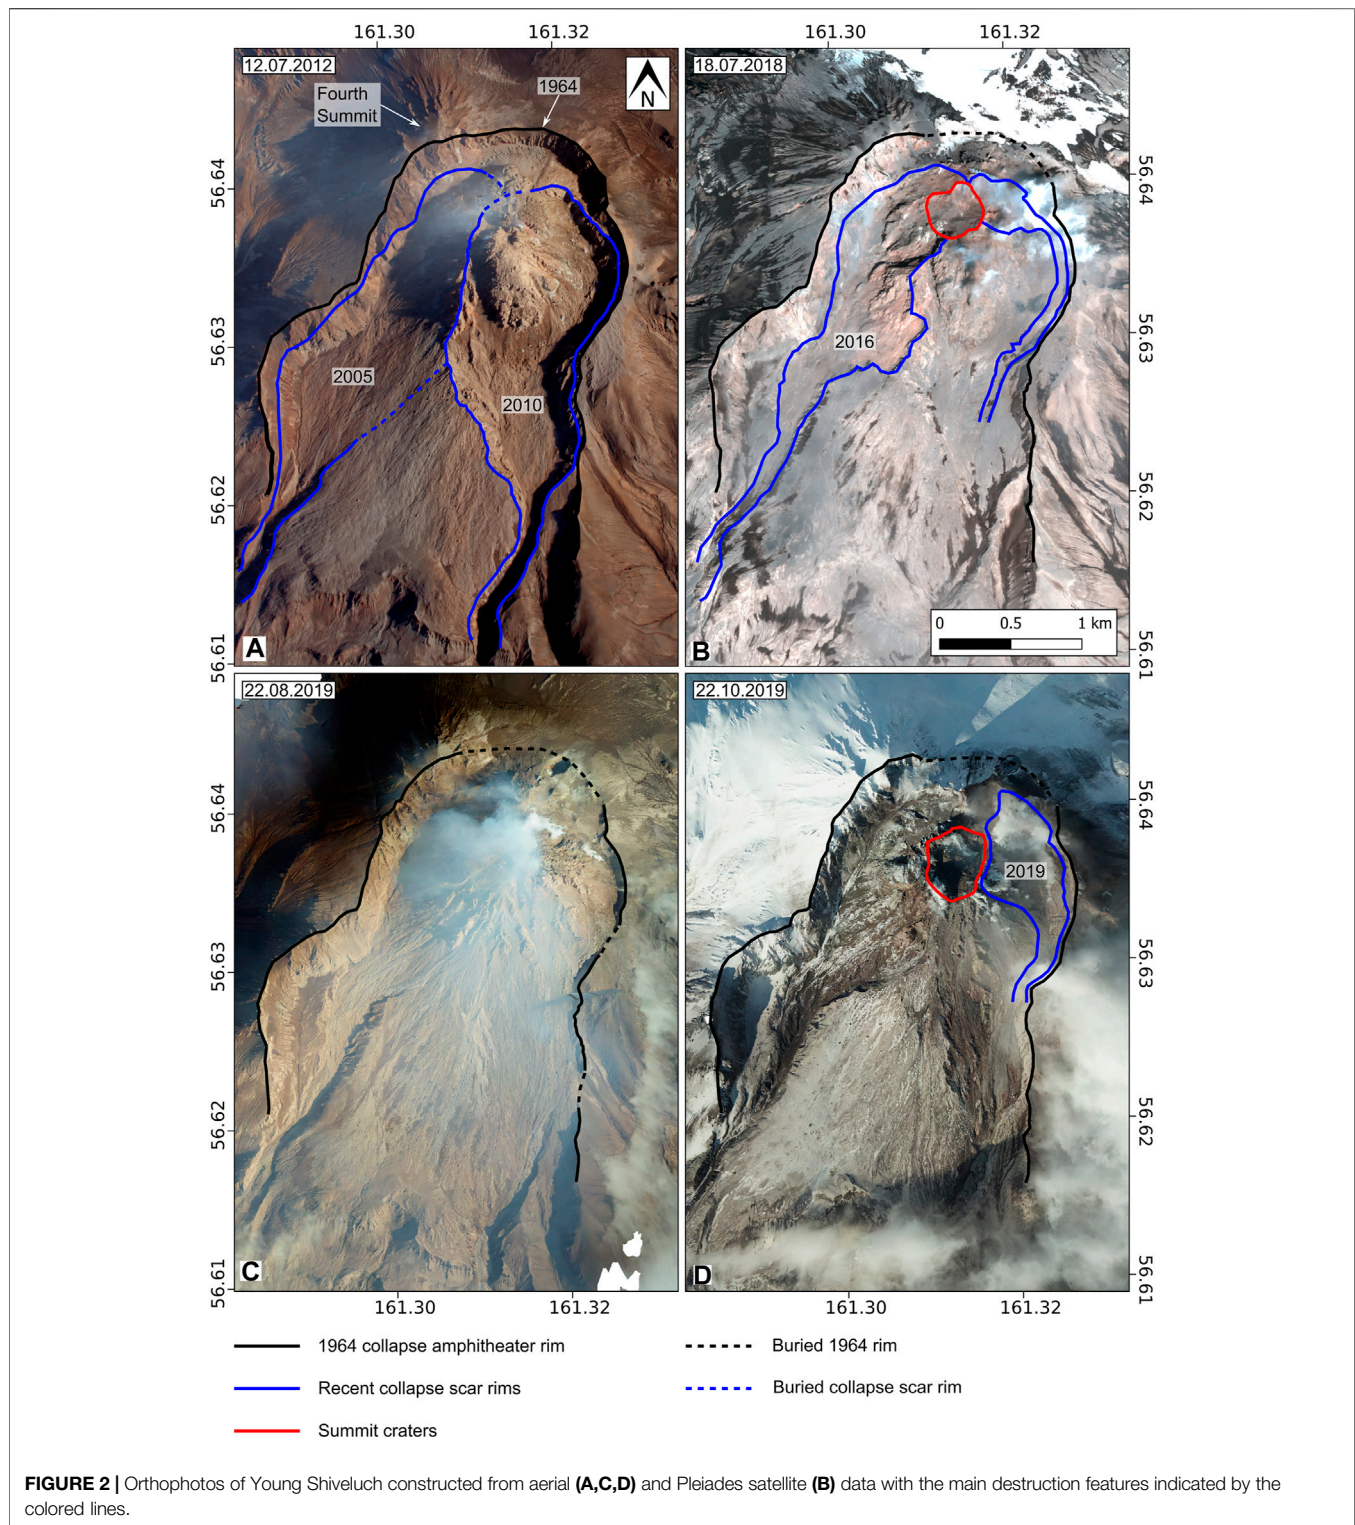 161.30
161.32
161.30
161.32
12.07.2012
18.07.2018
Fourth
Summit
1964
N
56.64
56.64
56.63
56.63
2005
2010
2016
56.62
56.62
0
0.5
1 km
56.61
56.61
A
B
22.08.2019
22.10.2019
56.64
56.64
2019
56.63
56.63
56.62
56.62
56.61
56.61
C
D
161.30
161.32
161.30
161.32
1964 collapse amphitheater rim
Buried 1964 rim
Recent collapse scar rims
Buried collapse scar rim
Summit craters
FIGURE 2 | Orthophotos of Young Shiveluch constructed from aerial (A,C,D) and Pleiades satellite (B) data with the main destruction features indicated by the
colored lines.